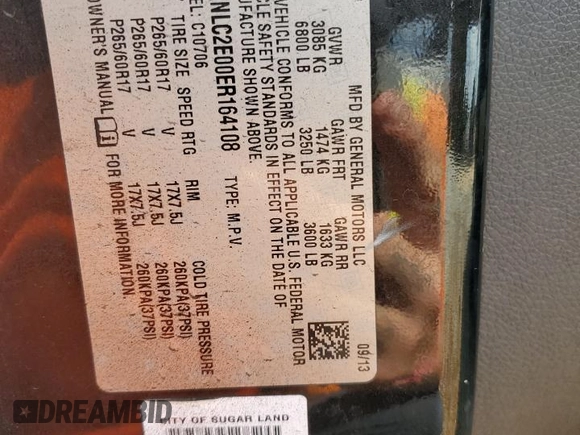 MFD BY GENERAL MOTORS LLC
09/13
GVWR GAWR FRT GAWR RR
3085 KG 1474 KG 1633 KG
6800 LB 3250 LB 3600 LB
VEHICLE CONFORMS TO ALL APPLICABLE U.S. FEDERAL MOTOR
CLE SAFETY STANDARDS IN EFFECT ON THE DATE OF
UFACTURE SHOWN ABOVE.
NLC2E00ER164108 TYPE: M.P.V.
EL: C10706
TIRE SIZE SPEED RTG RIM COLD TIRE PRESSURE
P265/60R17 V 17X7.5J 260KPA(37PSI)
P265/60R17 V 17X7.5J 260KPA(37PSI)
P265/60R17 V 17X7.5J 260KPA(37PSI)
OWNER'S MANUAL FOR MORE INFORMATION.
ITY OF SUGAR LAND
DREAMBID